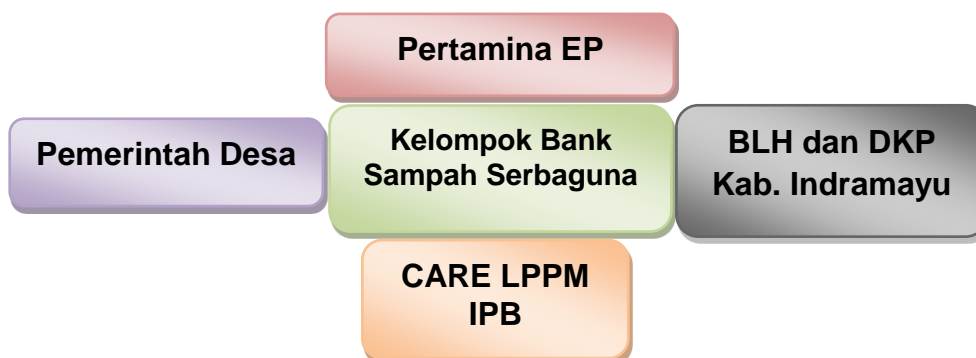 Pertamina EP
Pemerintah Desa
Kelompok Bank
Sampah Serbaguna
BLH dan DKP
Kab. Indramayu
CARE LPPM
IPB